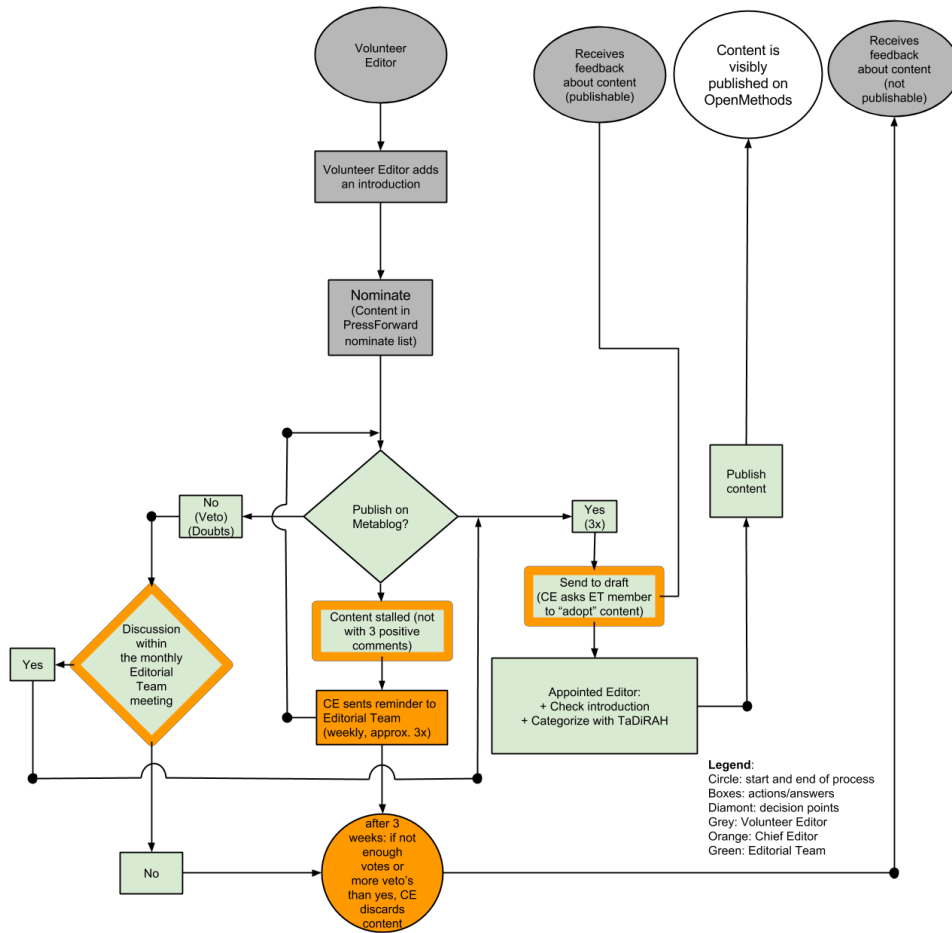 Volunteer
Editor
Receives
feedback
about content
(publishable)
Content is
visibly
published on
OpenMethods
Receives
feedback
about content
(not
publishable)
Volunteer Editor adds
an introduction
Nominate
(Content in
PressForward
nominate list)
Publish on
Metablog?
No
(Veto)
(Doubts)
Yes
(3x)
Publish
content
Send to draft
(CE asks ET member
to “adopt” content)
Content stalled (not
with 3 positive
comments)
Discussion
within
the monthly
Editorial
Team
meeting
Yes
CE sents reminder to
Editorial Team
(weekly, approx. 3x)
Appointed Editor:
+ Check introduction
+ Categorize with TaDiRAH
Legend:
Circle: start and end of process
Boxes: actions/answers
Diamont: decision points
Grey: Volunteer Editor
Orange: Chief Editor
Green: Editorial Team
No
after 3
weeks: if not
enough
votes or
more veto’s
than yes, CE
discards
content